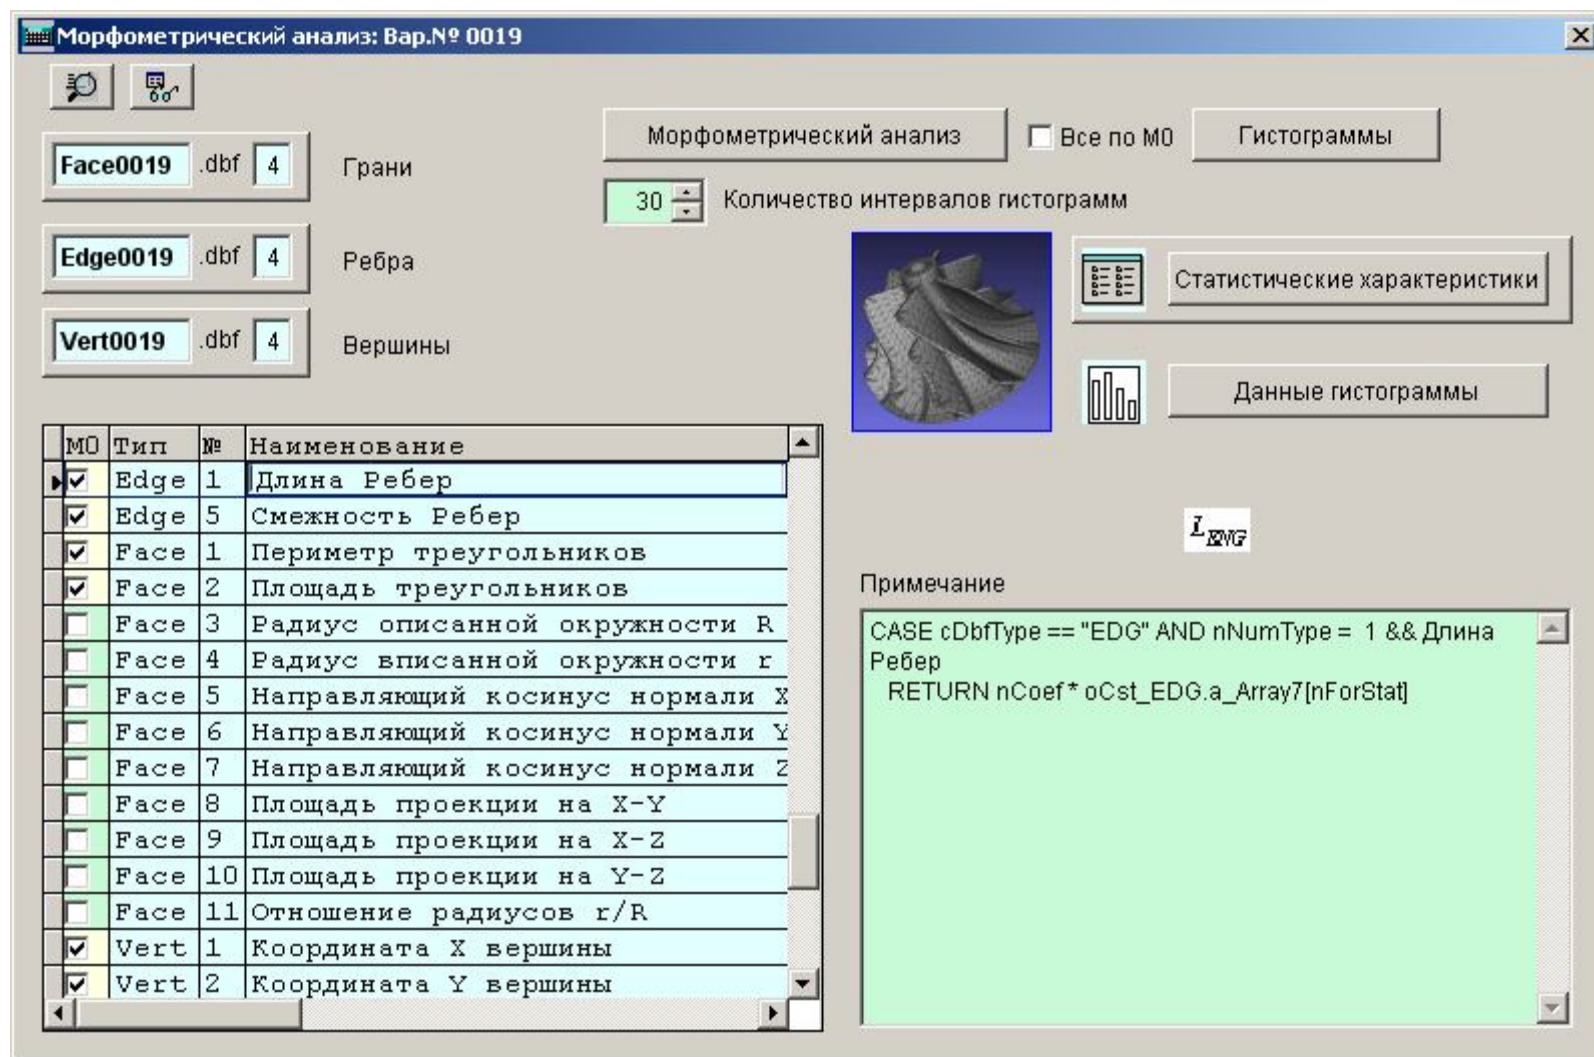 Морфометрический анализ: Вар.№ 0019
Морфометрический анализ
Все по М0
Гистограммы
Face0019 .dbf 4 Грани
30 Количество интервалов гистограмм
Edge0019 .dbf 4 Ребра
Статистические характеристики
Vert0019 .dbf 4 Вершины
Данные гистограммы
М0 Тип № Наименование
Edge 1 Длина Ребер
Edge 5 Смежность Ребер
Face 1 Периметр треугольников
Face 2 Площадь треугольников
Face 3 Радиус описанной окружности R
Face 4 Радиус вписанной окружности r
Face 5 Направляющий косинус нормали X
Face 6 Направляющий косинус нормали Y
Face 7 Направляющий косинус нормали Z
Face 8 Площадь проекции на X-Y
Face 9 Площадь проекции на X-Z
Face 10 Площадь проекции на Y-Z
Face 11 Отношение радиусов r/R
Vert 1 Координата X вершины
Vert 2 Координата Y вершины
L ENG
Примечание
CASE cDbfType == "EDG" AND nNumType = 1 && Длина
Ребер
RETURN nCoef * oCst_EDG.a_Array7[nForStat]